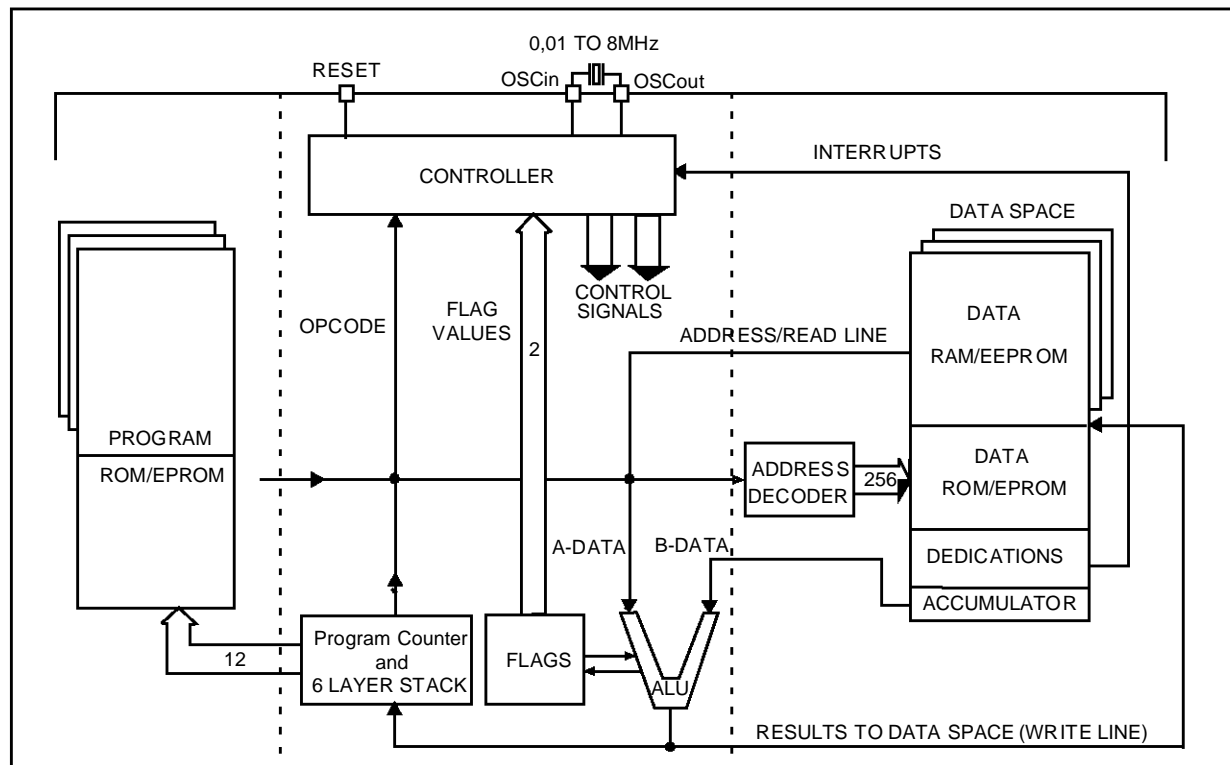 0,01 TO 8MHz
RESET
OSCin
OSCout
INTERRUPTS
CONTROLLER
DATA SPACE
CONTROL
SIGNALS
OPCODE
FLAG
VALUES
2
ADDRESS/READ LINE
DATA
RAM/EEPROM
PROGRAM
ROM/EPROM
ADDRESS
DECODER
256
DATA
ROM/EPROM
A-DATA
B-DATA
DEDICATIONS
ACCUMULATOR
12
Program Counter
and
6 LAYER STACK
FLAGS
ALU
RESULTS TO DATA SPACE (WRITE LINE)